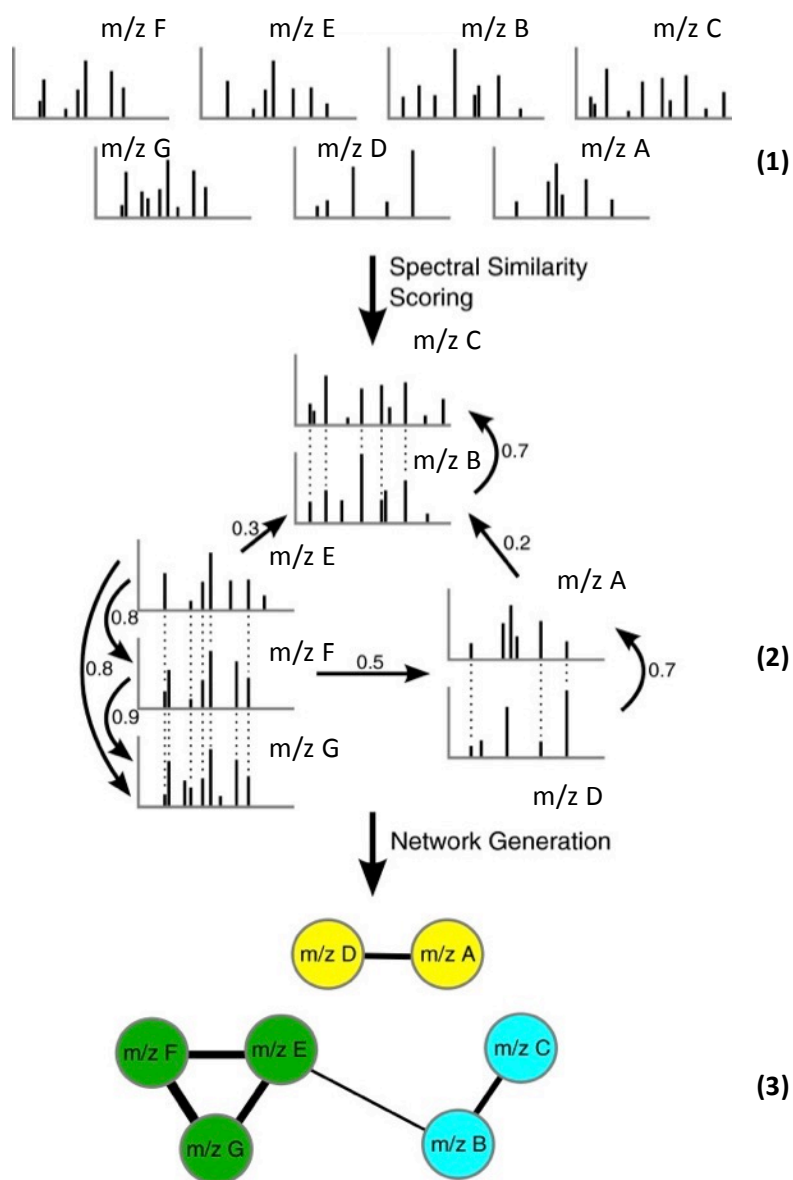 m/z F
m/z E
m/z B
m/z C
m/z G
m/z D
m/z A
(1)
Spectral Similarity
Scoring
m/z C
0.7
m/z B
0.3
0.2
m/z E
m/z A
0.8
m/z F
0.5
(2)
0.8
0.7
0.9
m/z G
m/z D
Network Generation
m/z D
m/z A
m/z F
m/z E
m/z C
(3)
m/z G
m/z B